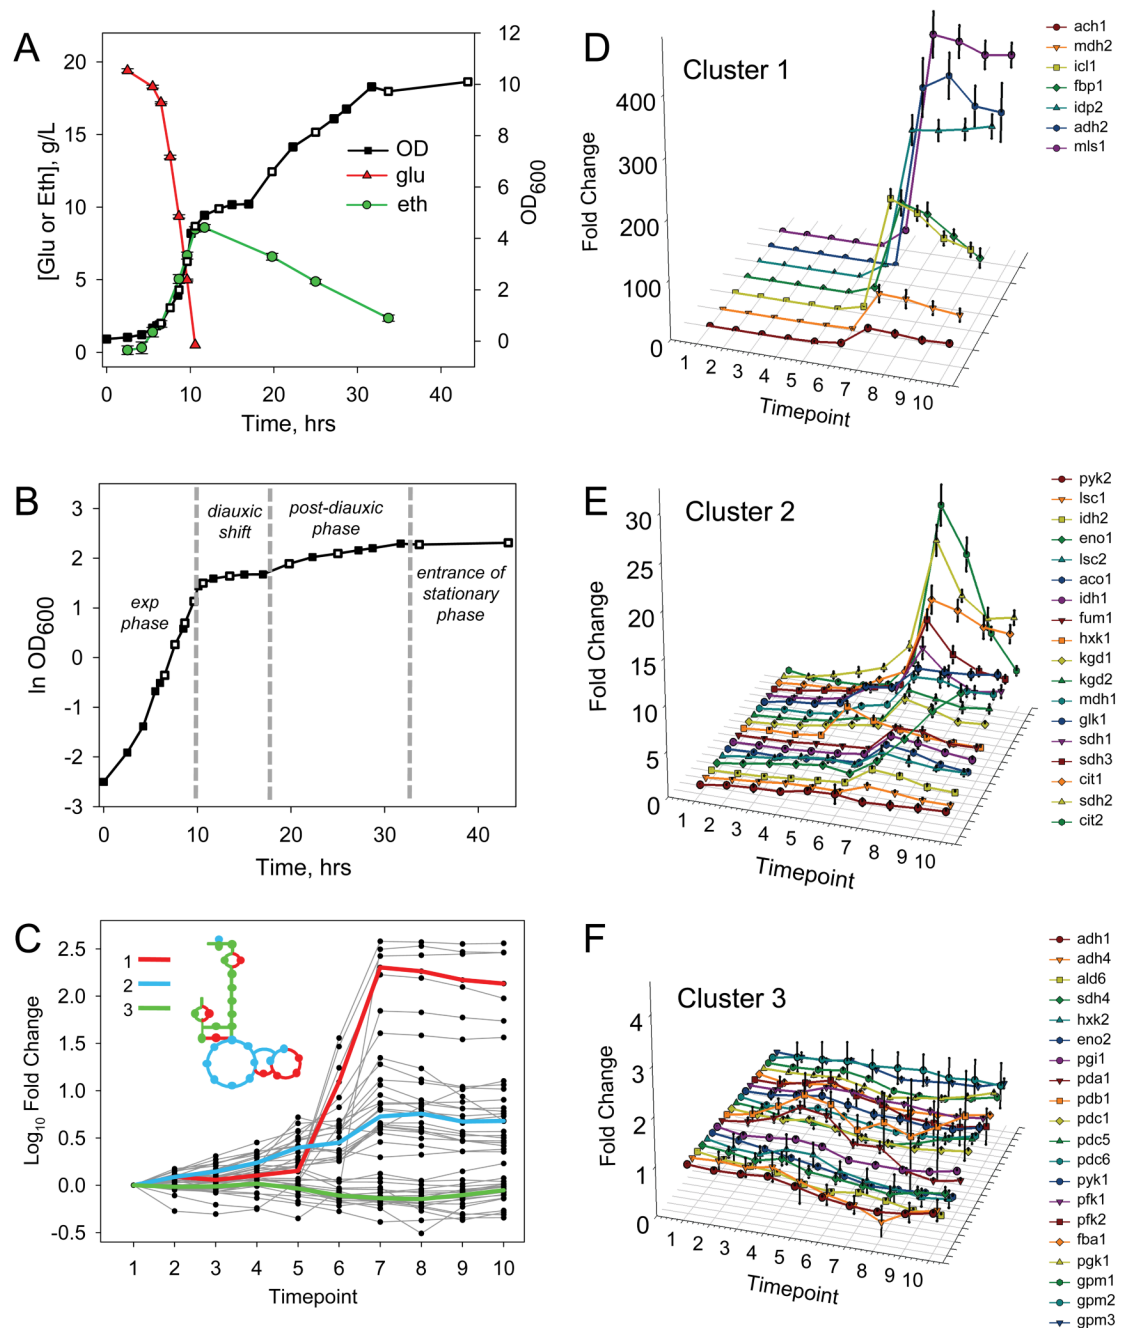 A
20
15
10
5
0
[Glu or Eth], g/L
12
10
8
6
4
2
0
OD600
OD
glu
eth
0 10 20 30 40
Time, hrs
B
3
2
1
0
-1
-2
-3
ln OD600
exp
phase
diauxic
shift
post-diauxic
phase
entrance of
stationary
phase
0 10 20 30 40
Time, hrs
C
2.5
2.0
1.5
1.0
0.5
0.0
-0.5
Log10 Fold Change
1
2
3
1 2 3 4 5 6 7 8 9 10
Timepoint
D
Cluster 1
400
300
200
100
0
Fold Change
1 2 3 4 5 6 7 8 9 10
Timepoint
ach1
mdh2
icl1
fbp1
idp2
adh2
mls1
E
Cluster 2
30
25
20
15
10
5
0
Fold Change
1 2 3 4 5 6 7 8 9 10
Timepoint
pyk2
lsc1
idh2
eno1
lsc2
aco1
idh1
fum1
hxk1
kgd1
kgd2
mdh1
glk1
sdh1
sdh3
cit1
sdh2
cit2
F
Cluster 3
4
3
2
1
0
Fold Change
1 2 3 4 5 6 7 8 9 10
Timepoint
adh1
adh4
ald6
sdh4
hxk2
eno2
pgi1
pda1
pdb1
pdc1
pdc5
pdc6
pyk1
pfk1
pfk2
fba1
pgk1
gpm1
gpm2
gpm3